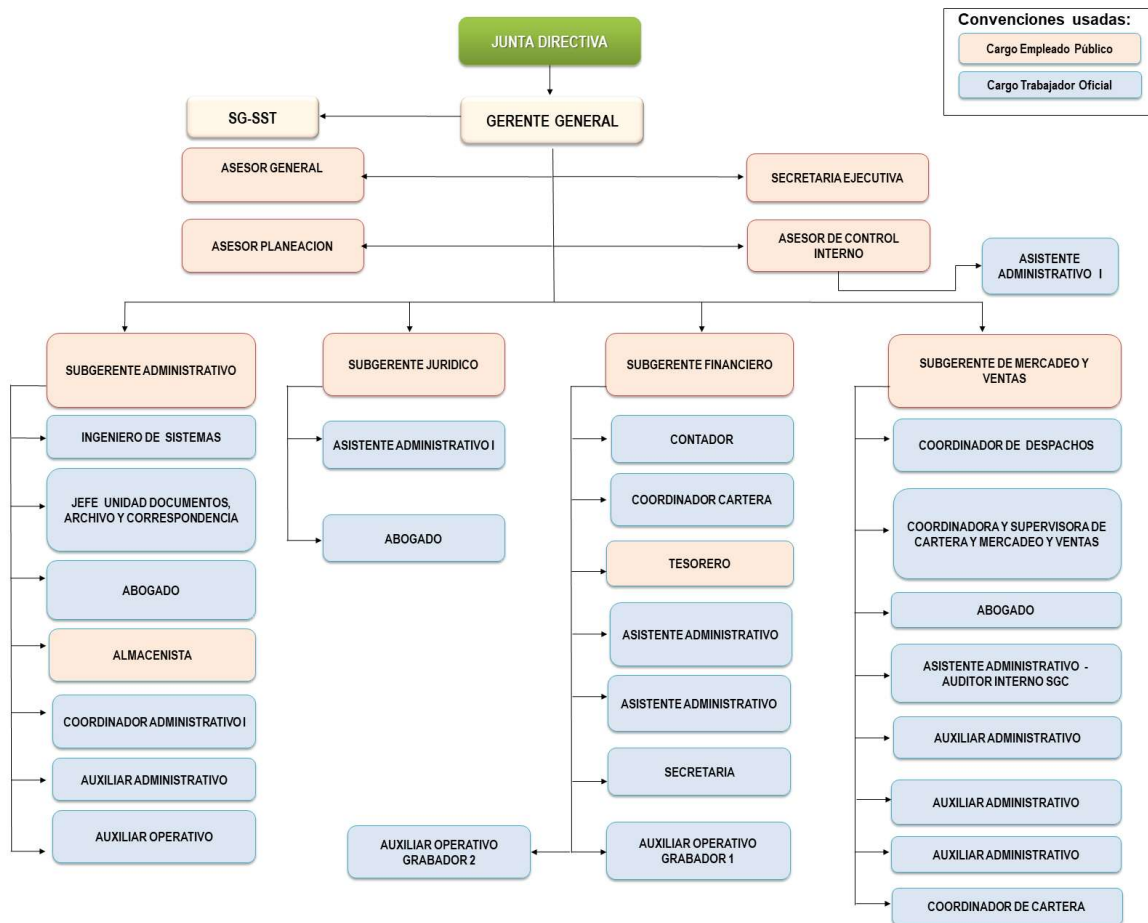 Convenciones usadas:
Cargo Empleado Público
Cargo Trabajador Oficial
JUNTA DIRECTIVA
SG-SST
GERENTE GENERAL
ASESOR GENERAL
SECRETARIA EJECUTIVA
ASESOR PLANEACION
ASESOR DE CONTROL
INTERNO
ASISTENTE
ADMINISTRATIVO I
SUBGERENTE ADMINISTRATIVO
INGENIERO DE SISTEMAS
JEFE UNIDAD DOCUMENTOS,
ARCHIVO Y CORRESPONDENCIA
ABOGADO
ALMACENISTA
COORDINADOR ADMINISTRATIVO I
AUXILIAR ADMINISTRATIVO
AUXILIAR OPERATIVO
SUBGERENTE JURIDICO
ASISTENTE ADMINISTRATIVO I
ABOGADO
SUBGERENTE FINANCIERO
CONTADOR
COORDINADOR CARTERA
TESORERO
ASISTENTE ADMINISTRATIVO
ASISTENTE ADMINISTRATIVO
SECRETARIA
AUXILIAR OPERATIVO
GRABADOR 2
AUXILIAR OPERATIVO
GRABADOR 1
SUBGERENTE DE MERCADEO Y
VENTAS
COORDINADOR DE DESPACHOS
COORDINADORA Y SUPERVISORA DE
CARTERA Y MERCADEO Y VENTAS
ABOGADO
ASISTENTE ADMINISTRATIVO -
AUDITOR INTERNO SGC
AUXILIAR ADMINISTRATIVO
AUXILIAR ADMINISTRATIVO
AUXILIAR ADMINISTRATIVO
COORDINADOR DE CARTERA